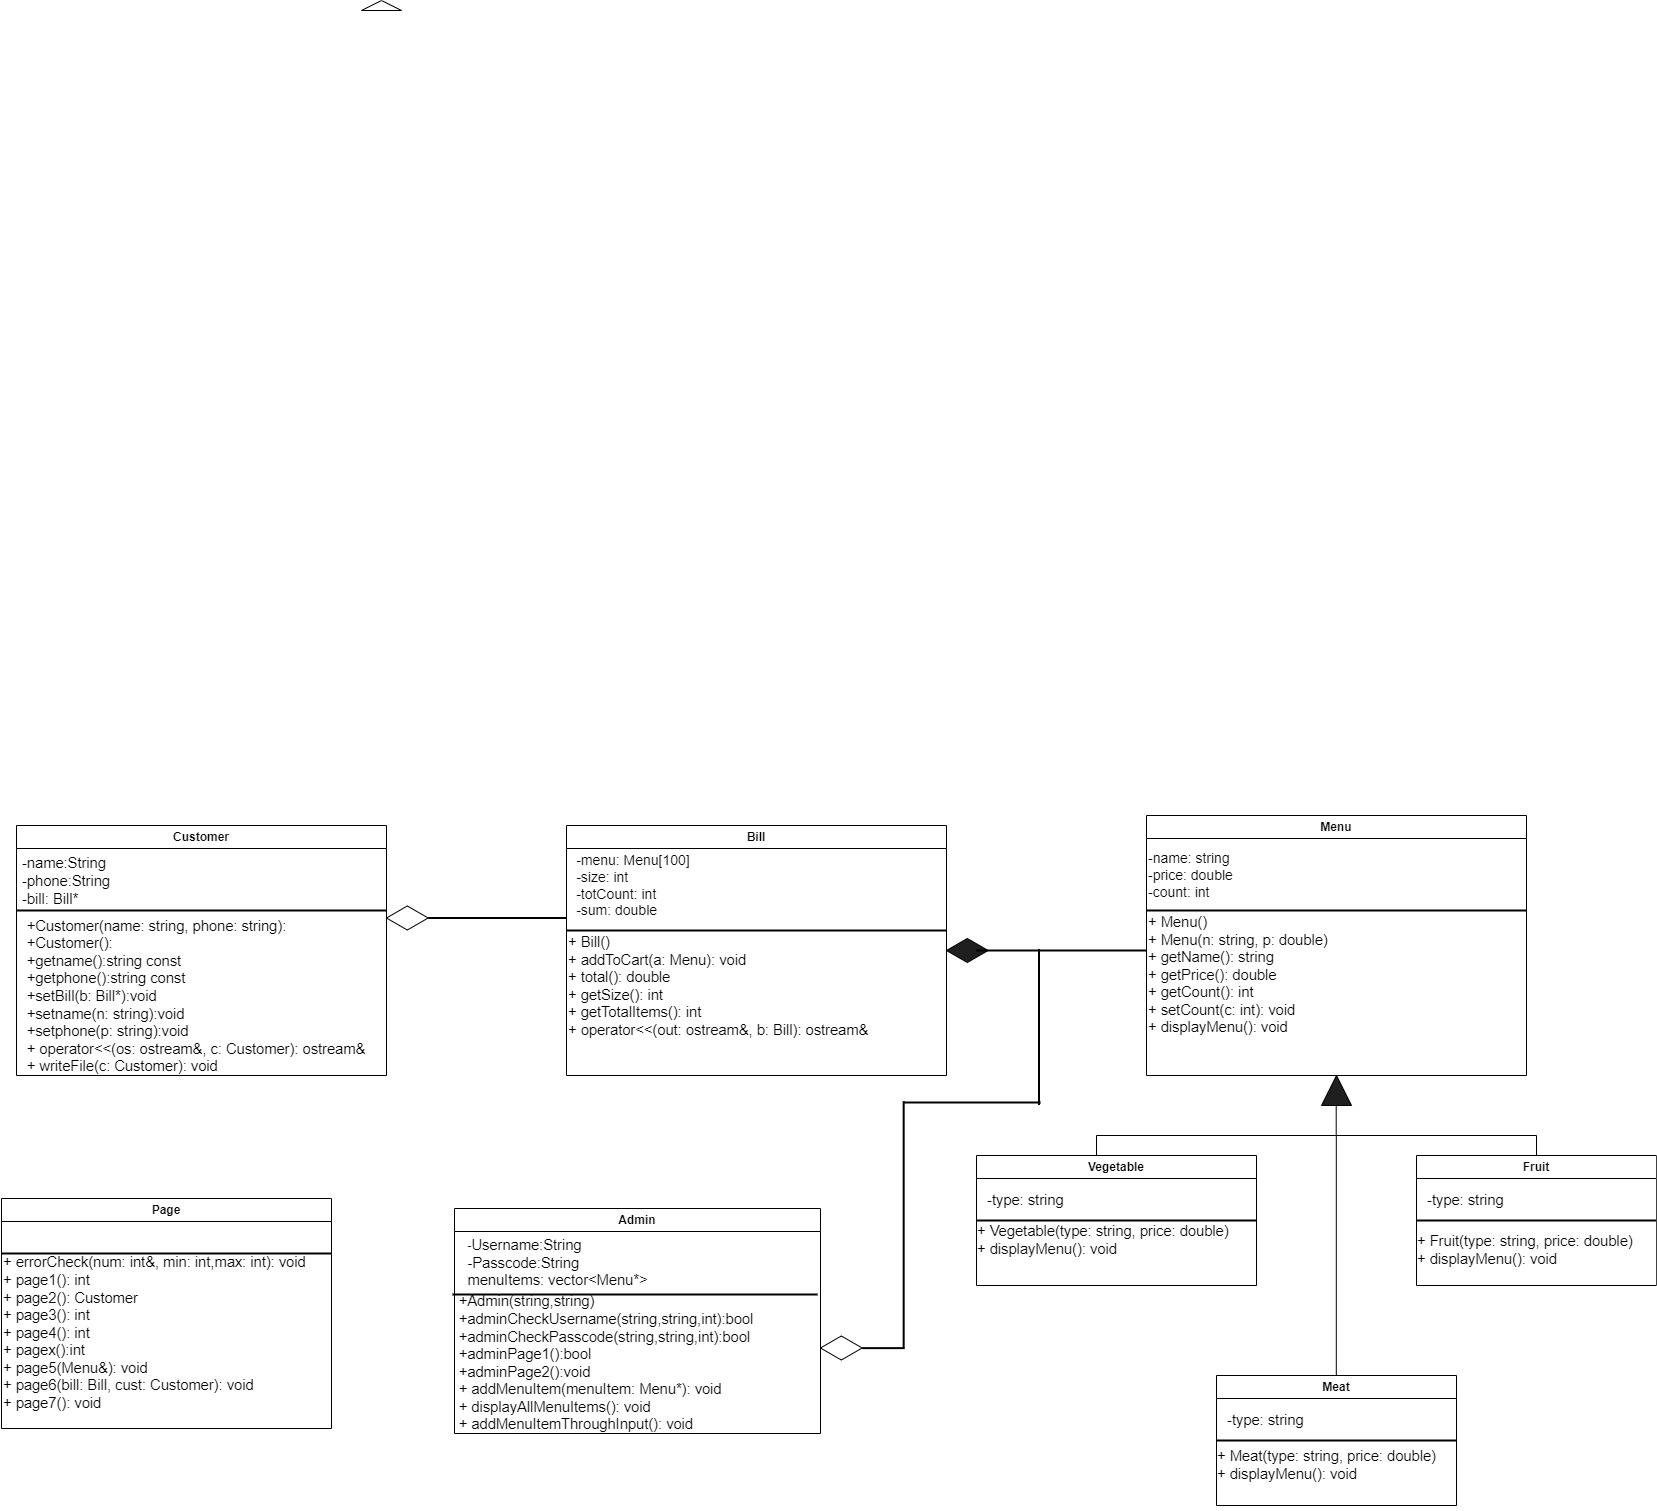 Customer
-name:String
-phone:String
-bill: Bill*
+Customer(name: string, phone: string):
+Customer():
+getname():string const
+getphone():string const
+setBill(b: Bill*):void
+setname(n: string):void
+setphone(p: string):void
+ operator<<(os: ostream&, c: Customer): ostream&
+ writeFile(c: Customer): void
Bill
-menu: Menu[100]
-size: int
-totCount: int
-sum: double
+ Bill()
+ addToCart(a: Menu): void
+ total(): double
+ getSize(): int
+ getTotalItems(): int
+ operator<<(out: ostream&, b: Bill): ostream&
Menu
-name: string
-price: double
-count: int
+ Menu()
+ Menu(n: string, p: double)
+ getName(): string
+ getPrice(): double
+ getCount(): int
+ setCount(c: int): void
+ displayMenu(): void
Page
+ errorCheck(num: int&, min: int,max: int): void
+ page1(): int
+ page2(): Customer
+ page3(): int
+ page4(): int
+ pagex():int
+ page5(Menu&): void
+ page6(bill: Bill, cust: Customer): void
+ page7(): void
Admin
-Username:String
-Passcode:String
menuItems: vector<Menu*>
+Admin(string,string)
+adminCheckUsername(string,string,int):bool
+adminCheckPasscode(string,string,int):bool
+adminPage1():bool
+adminPage2():void
+ addMenuItem(menuItem: Menu*): void
+ displayAllMenuItems(): void
+ addMenuItemThroughInput(): void
Vegetable
-type: string
+ Vegetable(type: string, price: double)
+ displayMenu(): void
Fruit
-type: string
+ Fruit(type: string, price: double)
+ displayMenu(): void
Meat
-type: string
+ Meat(type: string, price: double)
+ displayMenu(): void